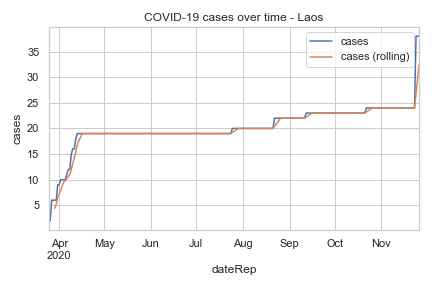 COVID-19 cases over time - Laos
cases
cases (rolling)
35
30
25
20
15
10
5
cases
Apr
2020
May
Jun
Jul
Aug
Sep
Oct
Nov
dateRep